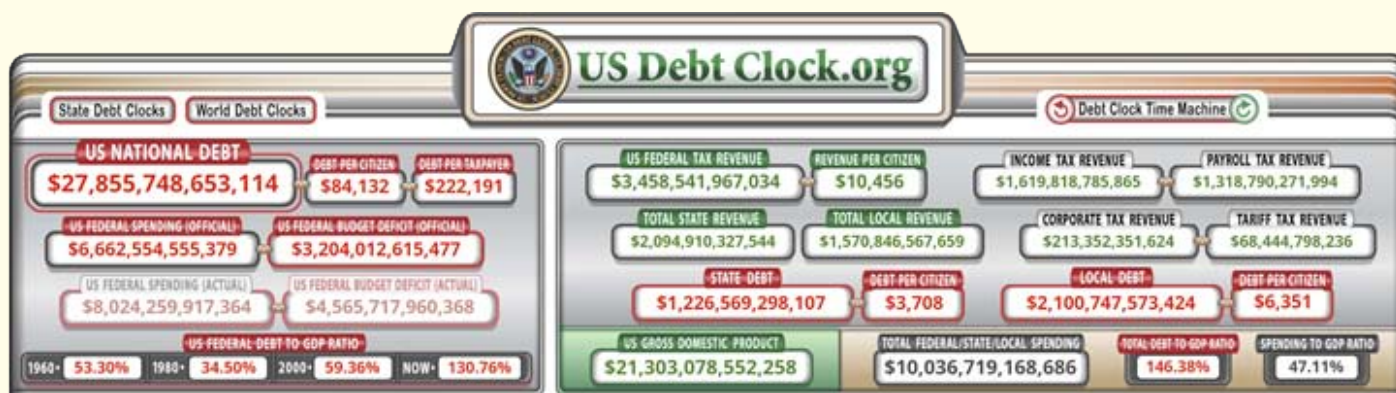 US Debt Clock.org
State Debt Clocks World Debt Clocks
Debt Clock Time Machine
US NATIONAL DEBT DEBT PER CITIZEN DEBT PER TAXPAYER
$27,855,748,653,114 $84,132 $222,191
US FEDERAL SPENDING (OFFICIAL) US FEDERAL BUDGET DEFICIT (OFFICIAL)
$6,662,554,555,379 $3,204,012,615,477
US FEDERAL SPENDING (ACTUAL) US FEDERAL BUDGET DEFICIT (ACTUAL)
$8,024,259,917,364 $4,565,717,960,368
US FEDERAL DEBT TO GDP RATIO
1960• 53.30% 1980• 34.50% 2000• 59.36% NOW• 130.76%
US FEDERAL TAX REVENUE REVENUE PER CITIZEN INCOME TAX REVENUE PAYROLL TAX REVENUE
$3,458,541,967,034 $10,456 $1,619,818,785,865 $1,318,790,271,994
TOTAL STATE REVENUE TOTAL LOCAL REVENUE CORPORATE TAX REVENUE TARIFF TAX REVENUE
$2,094,910,327,544 $1,570,846,567,659 $213,352,351,624 $68,444,798,236
STATE DEBT DEBT PER CITIZEN LOCAL DEBT DEBT PER CITIZEN
$1,226,569,298,107 $3,708 $2,100,747,573,424 $6,351
US GROSS DOMESTIC PRODUCT TOTAL FEDERAL/STATE/LOCAL SPENDING TOTAL DEBT TO GDP RATIO SPENDING TO GDP RATIO
$21,303,078,552,258 $10,036,719,168,686 146.38% 47.11%